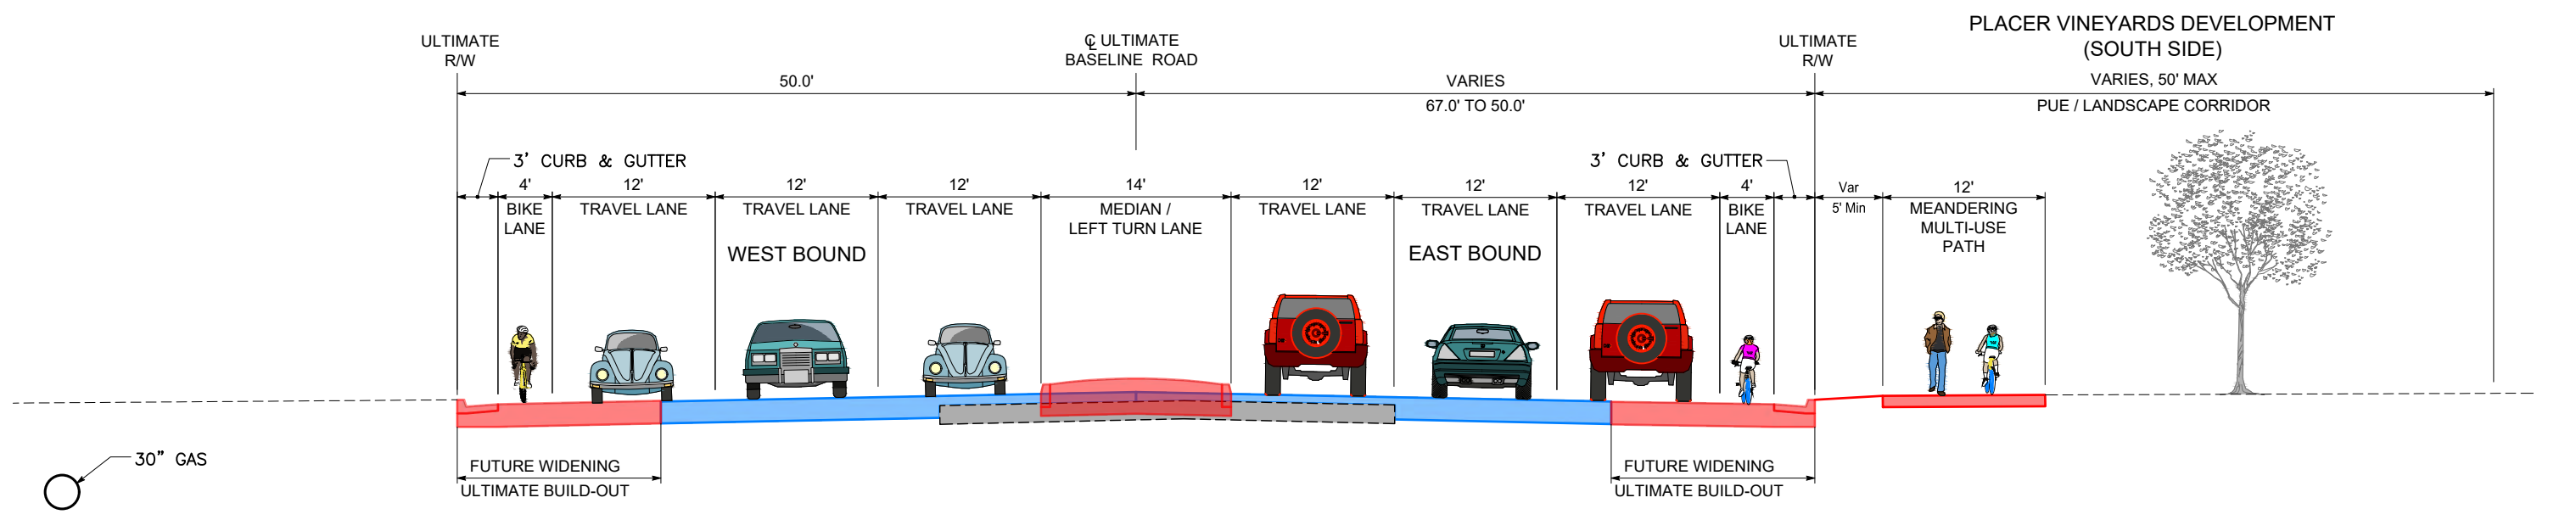 PLACER VINEYARDS DEVELOPMENT
(SOUTH SIDE)
ULTIMATE
R/W
℄ ULTIMATE
BASELINE ROAD
ULTIMATE
R/W
50.0'
VARIES
67.0' TO 50.0'
VARIES, 50' MAX
PUE / LANDSCAPE CORRIDOR
3' CURB & GUTTER
3' CURB & GUTTER
4'
BIKE
LANE
12'
TRAVEL LANE
12'
TRAVEL LANE
12'
TRAVEL LANE
14'
MEDIAN /
LEFT TURN LANE
12'
TRAVEL LANE
12'
TRAVEL LANE
12'
TRAVEL LANE
4'
BIKE
LANE
Var
5' Min
12'
MEANDERING
MULTI-USE
PATH
WEST BOUND
EAST BOUND
30" GAS
FUTURE WIDENING
ULTIMATE BUILD-OUT
FUTURE WIDENING
ULTIMATE BUILD-OUT